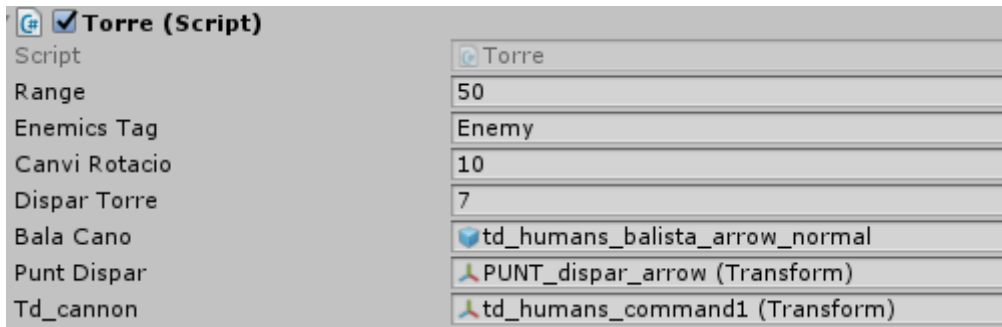 Torre (Script)
Script Torre
Range 50
Enemics Tag Enemy
Canvi Rotacio 10
Dispar Torre 7
Bala Cano td_humans_balista_arrow_normal
Punt Dispar PUNT_dispar_arrow (Transform)
Td_cannon td_humans_command1 (Transform)